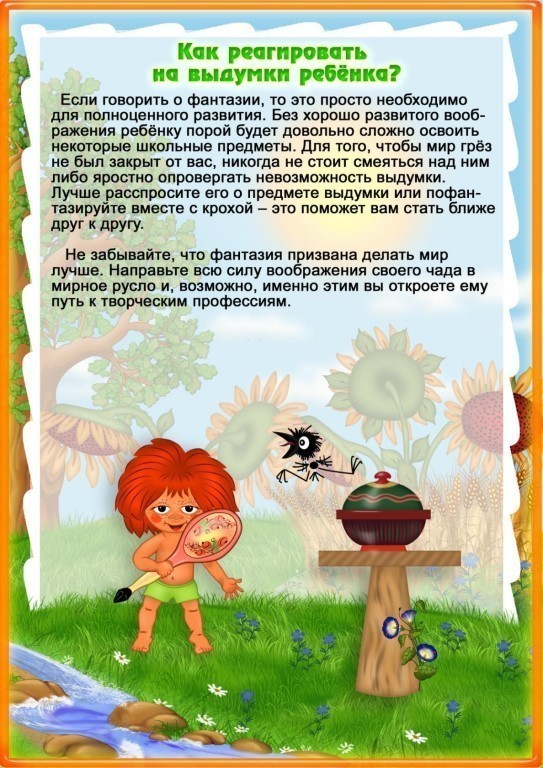 Как реагировать
на выдумки ребёнка?
Если говорить о фантазии, то это просто необходимо
для полноценного развития. Без хорошо развитого вооб-
ражения ребёнку порой будет довольно сложно освоить
некоторые школьные предметы. Для того, чтобы мир грёз
не был закрыт от вас, никогда не стоит смеяться над ним
либо яростно опровергать невозможность выдумки.
Лучше расспросите его о предмете выдумки или пофан-
тазируйте вместе с крохой – это поможет вам стать ближе
друг к другу.
Не забывайте, что фантазия призвана делать мир
лучше. Направьте всю силу воображения своего чада в
мирное русло и, возможно, именно этим вы откроете ему
путь к творческим профессиям.